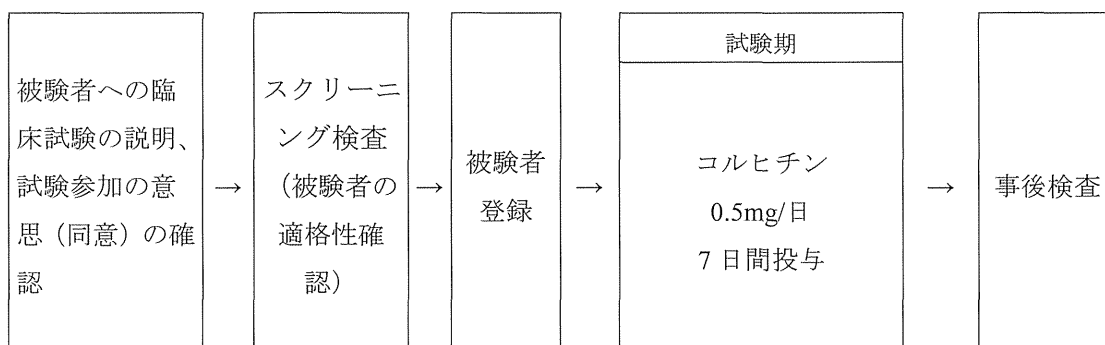 被験者への臨
床試験の説明、
試験参加の意
思（同意）の確
認
→
スクリーニ
ング検査
（被験者の
適格性確
認）
→
被験者
登録
→
試験期
コルヒチン
0.5mg/日
7日間投与
→
事後検査